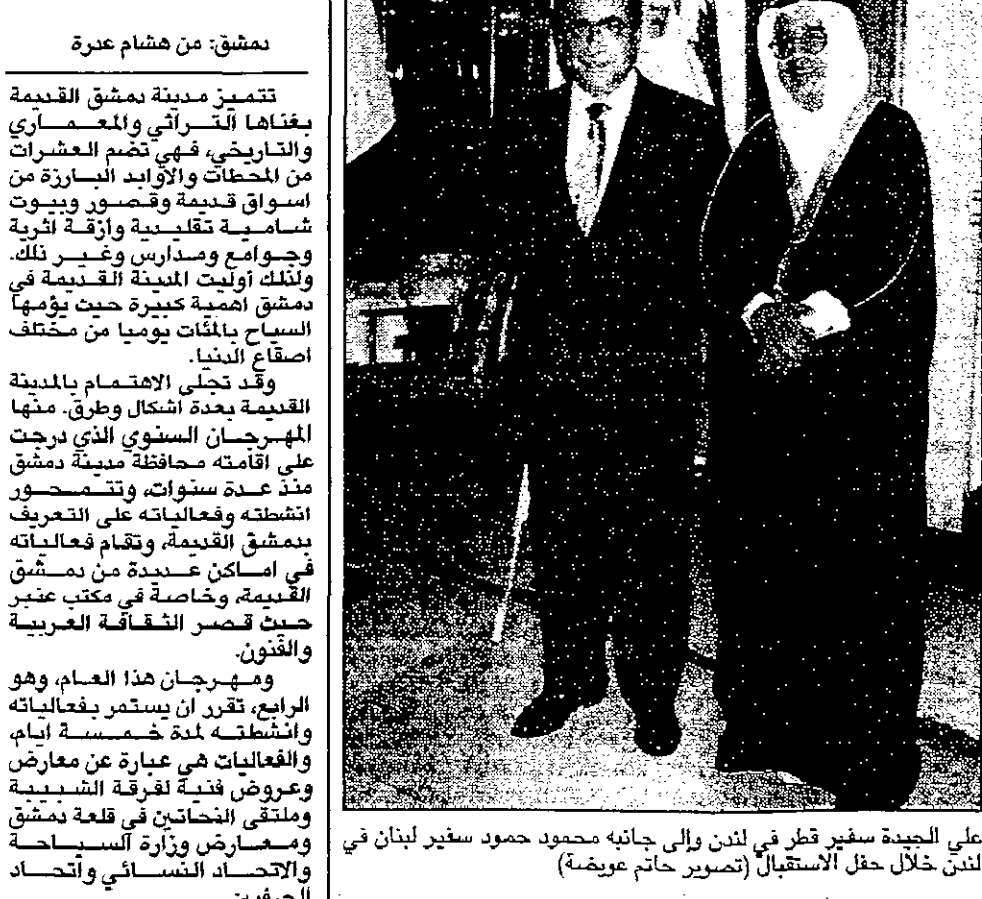 دمشق: من هشام عدرة
تتميز مدينة دمشق القديمة
بغناها التراثي والمعماري
والتاريخي، فهي تضم العشرات
من المحطات والأوابد البارزة من
اسواق قديمة وقصور وبيوت
شامية تقليدية وازقة اثرية
وجوامع ومدارس وغير ذلك.
ولذلك أوليت المدينة القديمة في
دمشق اهمية كبيرة حيث يؤمها
السياح بالمئات يوميا من مختلف
اصقاع الدنيا.
وقد تجلى الاهتمام بالمدينة
القديمة بعدة اشكال وطرق. منها
المهرجان السنوي الذي درجت
على اقامته محافظة مدينة دمشق
منذ عدة سنوات، وتتمحور
انشطته وفعالياته على التعريف
بدمشق القديمة، وتقام فعالياته
في اماكن عديدة من دمشق
القديمة، وخاصة في مكتب عنبر
حيث قصر الثقافة العربية
والفنون.
ومهرجان هذا العام، وهو
الرابع، تقرر ان يستمر بفعالياته
وانشطته لمدة خمسة ايام،
والفعاليات هي عبارة عن معارض
وعروض فنية لفرقة الشبيبة
وملتقى النحاتين في قلعة دمشق
ومعارض وزارة السياحة
والاتحاد النسائي واتحاد
الحرفيين
علي الجيدة سفير قطر في لندن وإلى جانبه محمود حمود سفير لبنان في
لندن خلال حفل الاستقبال (تصوير حاتم عويضة)